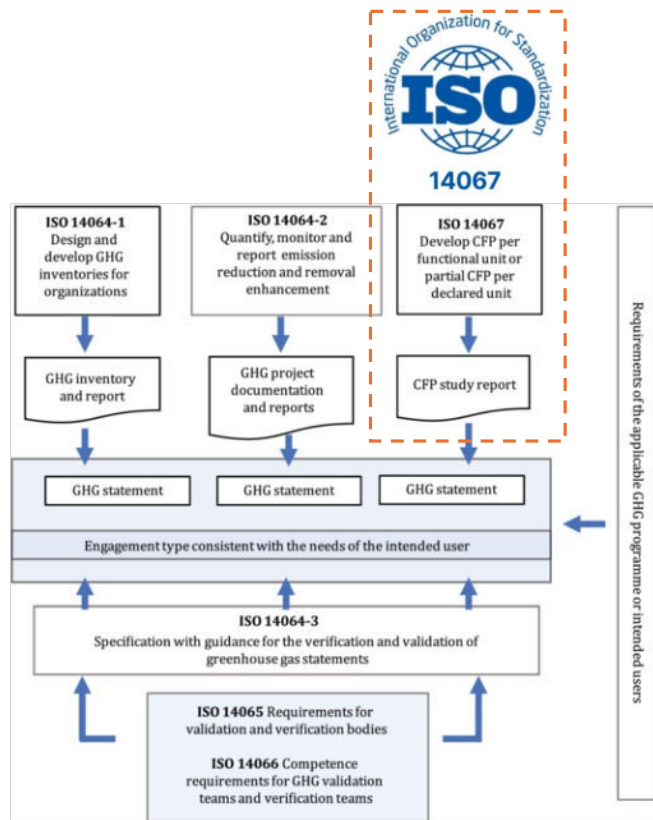 International Organization for Standardization
ISO
14067
ISO 14064-1
Design and
develop GHG
inventories for
organizations
ISO 14064-2
Quantify, monitor and
report emission
reduction and removal
enhancement
ISO 14067
Develop CFP per
functional unit or
partial CFP per
declared unit
GHG inventory
and report
GHG project
documentation
and reports
CFP study report
GHG statement
GHG statement
GHG statement
Engagement type consistent with the needs of the intended user
ISO 14064-3
Specification with guidance for the verification and validation of
greenhouse gas statements
ISO 14065 Requirements for
validation and verification bodies
ISO 14066 Competence
requirements for GHG validation
teams and verification teams
Requirements of the applicable GHG programme or intended users